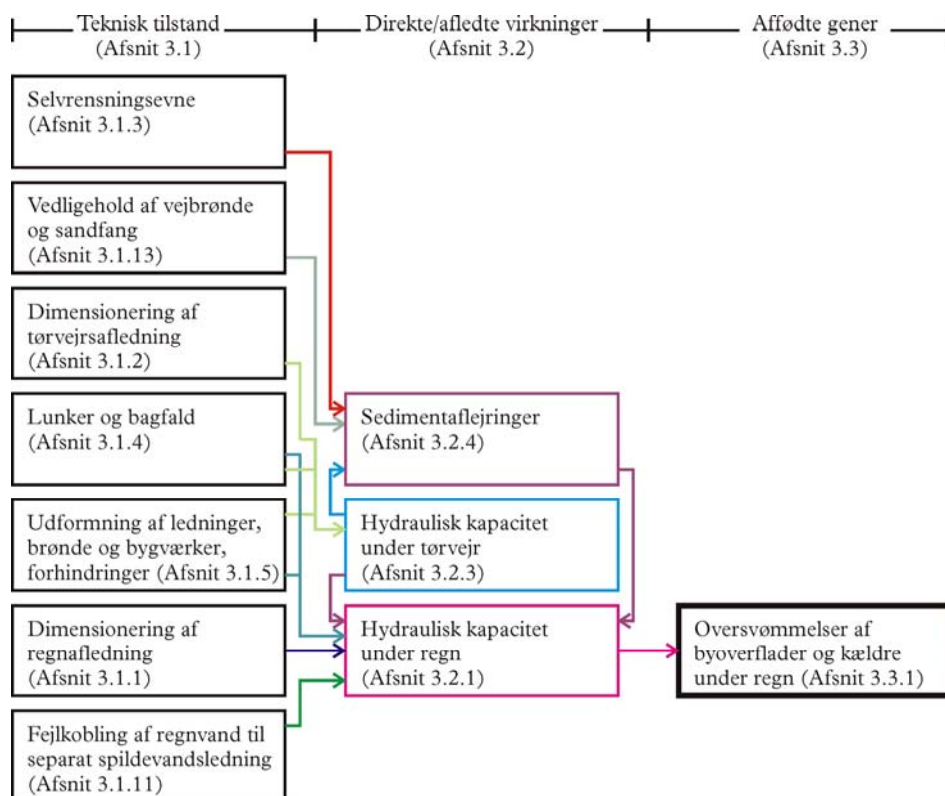 Teknisk tilstand
(Afsnit 3.1)
Direkte/afledte virkninger
(Afsnit 3.2)
Affødte gener
(Afsnit 3.3)
Selvrensningsevne
(Afsnit 3.1.3)
Vedligehold af vejbrønde
og sandfang
(Afsnit 3.1.13)
Dimensionering af
tørvejrsafledning
(Afsnit 3.1.2)
Lunker og bagfald
(Afsnit 3.1.4)
Udformning af ledninger,
brønde og bygværker,
forhindringer (Afsnit 3.1.5)
Dimensionering af
regnafledning
(Afsnit 3.1.1)
Fejlkobling af regnvand til
separat spildevandsledning
(Afsnit 3.1.11)
Sedimentaflejringer
(Afsnit 3.2.4)
Hydraulisk kapacitet
under tørvejr
(Afsnit 3.2.3)
Hydraulisk kapacitet
under regn
(Afsnit 3.2.1)
Oversvømmelser af
byoverflader og kældre
under regn (Afsnit 3.3.1)